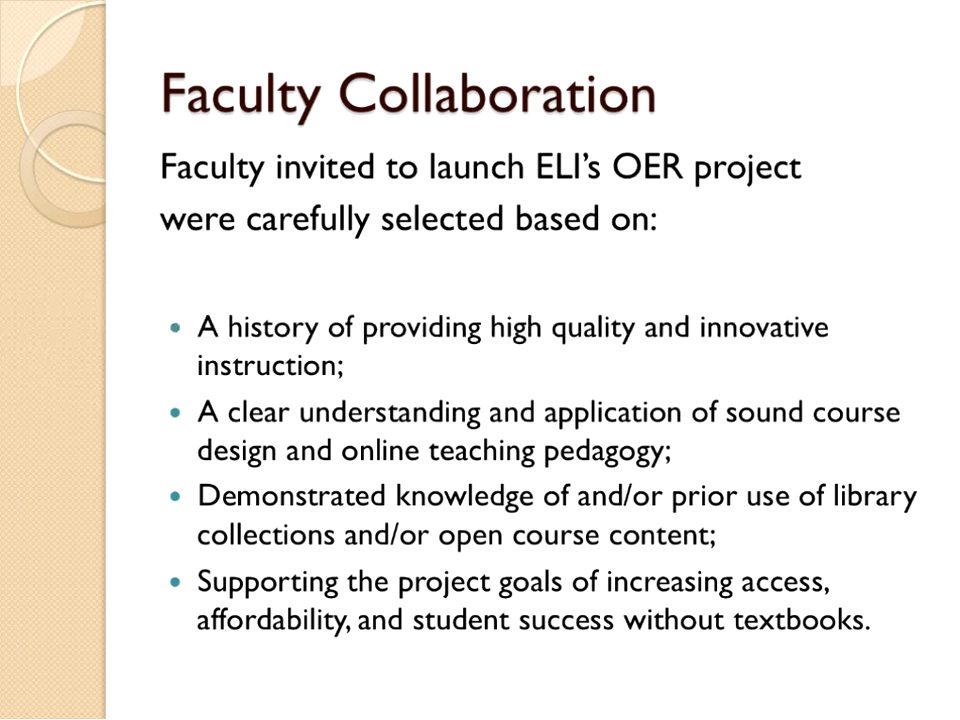 Faculty Collaboration
Faculty invited to launch ELI’s OER project
were carefully selected based on:
• A history of providing high quality and innovative
instruction;
• A clear understanding and application of sound course
design and online teaching pedagogy;
• Demonstrated knowledge of and/or prior use of library
collections and/or open course content;
• Supporting the project goals of increasing access,
affordability, and student success without textbooks.